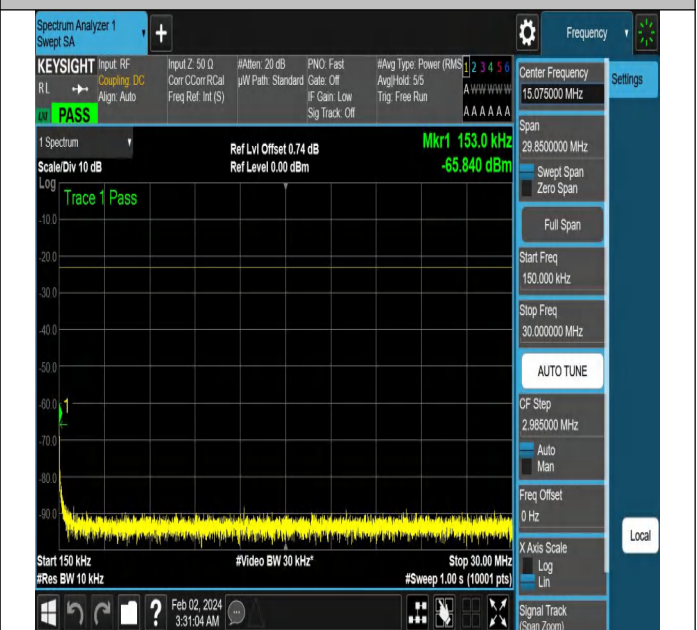 Spectrum Analyzer 1
Swept SA
+
Frequency
KEYSIGHT
RL
Input: RF
Coupling: DC
Align: Auto
Input Z: 50 Ω
Corr CCorr RCal
Freq Ref: Int (S)
#Atten: 20 dB
µW Path: Standard
PNO: Fast
Gate: Off
IF Gain: Low
Sig Track: Off
#Avg Type: Power (RMS
Avg|Hold: 5/5
Trig: Free Run
1 2 3 4 5 6
A W W W W W
A A A A A A
LXI
PASS
1 Spectrum
Scale/Div 10 dB
Log
Ref Lvl Offset 0.74 dB
Ref Level 0.00 dBm
Mkr1 153.0 kHz
-65.840 dBm
Trace 1 Pass
-10.0
-20.0
-30.0
-40.0
-50.0
-60.0
1
-70.0
-80.0
-90.0
Start 150 kHz
#Res BW 10 kHz
#Video BW 30 kHz*
Stop 30.00 MHz
#Sweep 1.00 s (10001 pts)
?
Feb 02, 2024
3:31:04 AM
Center Frequency
15.075000 MHz
Settings
Span
29.8500000 MHz
Swept Span
Zero Span
Full Span
Start Freq
150.000 kHz
Stop Freq
30.000000 MHz
AUTO TUNE
CF Step
2.985000 MHz
Auto
Man
Freq Offset
0 Hz
X Axis Scale
Log
Lin
Local
Signal Track
(Span Zoom)